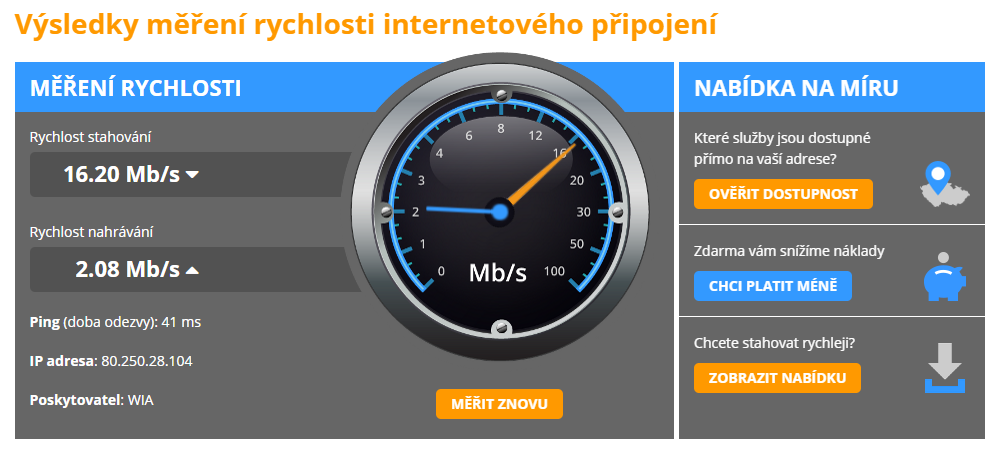 Výsledky měření rychlosti internetového připojení
MĚŘENÍ RYCHLOSTI
Rychlost stahování
16.20 Mb/s
Rychlost nahrávání
2.08 Mb/s
Ping (doba odezvy): 41 ms
IP adresa: 80.250.28.104
Poskytovatel: WIA
0
1
2
3
4
6
8
12
16
20
30
50
100
Mb/s
MĚŘIT ZNOVU
NABÍDKA NA MÍRU
Které služby jsou dostupné
přímo na vaší adrese?
OVĚŘIT DOSTUPNOST
Zdarma vám snížíme náklady
CHCI PLATIT MÉNĚ
Chcete stahovat rychleji?
ZOBRAZIT NABÍDKU